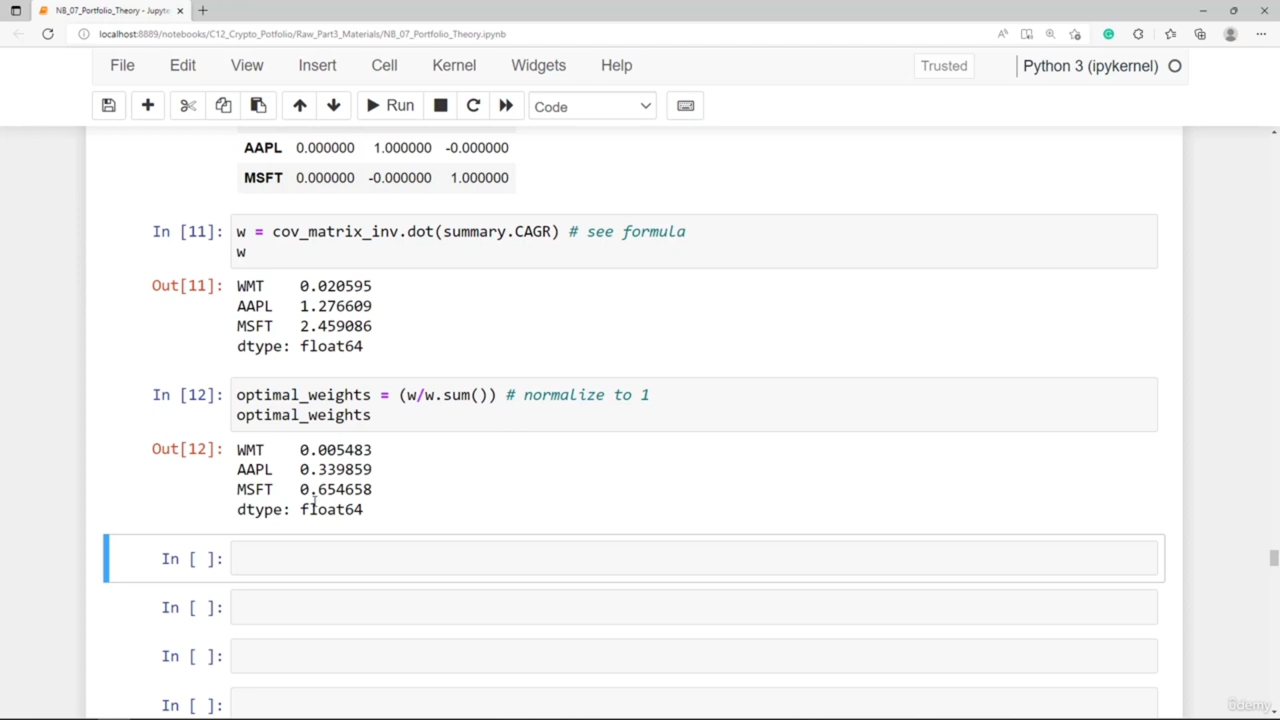 NB_07_Portfolio_Theory - Jupyte
localhost:8889/notebooks/C12_Crypto_Potfolio/Raw_Part3_Materials/NB_07_Portfolio_Theory.ipynb
File Edit View Insert Cell Kernel Widgets Help Trusted Python 3 (ipykernel)
Run Code
AAPL 0.000000 1.000000 -0.000000
MSFT 0.000000 -0.000000 1.000000
In [11]: w = cov_matrix_inv.dot(summary.CAGR) # see formula
w
Out[11]: WMT 0.020595
AAPL 1.276609
MSFT 2.459086
dtype: float64
In [12]: optimal_weights = (w/w.sum()) # normalize to 1
optimal_weights
Out[12]: WMT 0.005483
AAPL 0.339859
MSFT 0.654658
dtype: float64
In [ ]:
In [ ]:
In [ ]:
In [ ]:
ûdemy